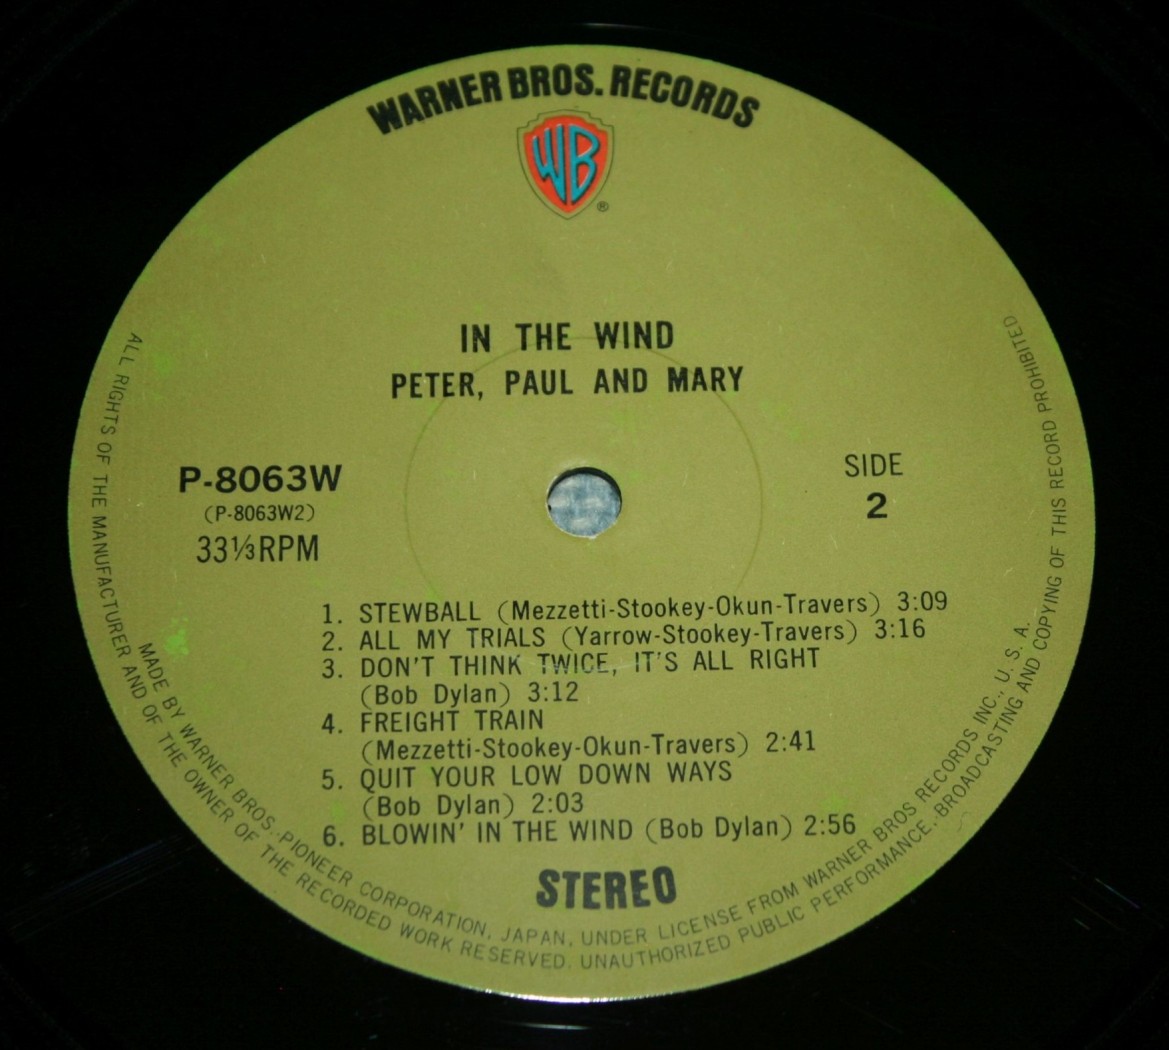 WARNER BROS. RECORDS
WB
®
IN THE WIND
PETER, PAUL AND MARY
P-8063W
(P-8063W2)
33⅓RPM
SIDE
2
1. STEWBALL (Mezzetti-Stookey-Okun-Travers) 3:09
2. ALL MY TRIALS (Yarrow-Stookey-Travers) 3:16
3. DON'T THINK TWICE, IT'S ALL RIGHT
(Bob Dylan) 3:12
4. FREIGHT TRAIN
(Mezzetti-Stookey-Okun-Travers) 2:41
5. QUIT YOUR LOW DOWN WAYS
(Bob Dylan) 2:03
6. BLOWIN' IN THE WIND (Bob Dylan) 2:56
STEREO
MADE BY WARNER BROS.-PIONEER CORPORATION, JAPAN, UNDER LICENSE FROM WARNER BROS RECORDS INC., U. S. A.
ALL RIGHTS OF THE MANUFACTURER AND OF THE OWNER OF THE RECORDED WORK RESERVED. UNAUTHORIZED PUBLIC PERFORMANCE, BROADCASTING AND COPYING OF THIS RECORD PROHIBITED